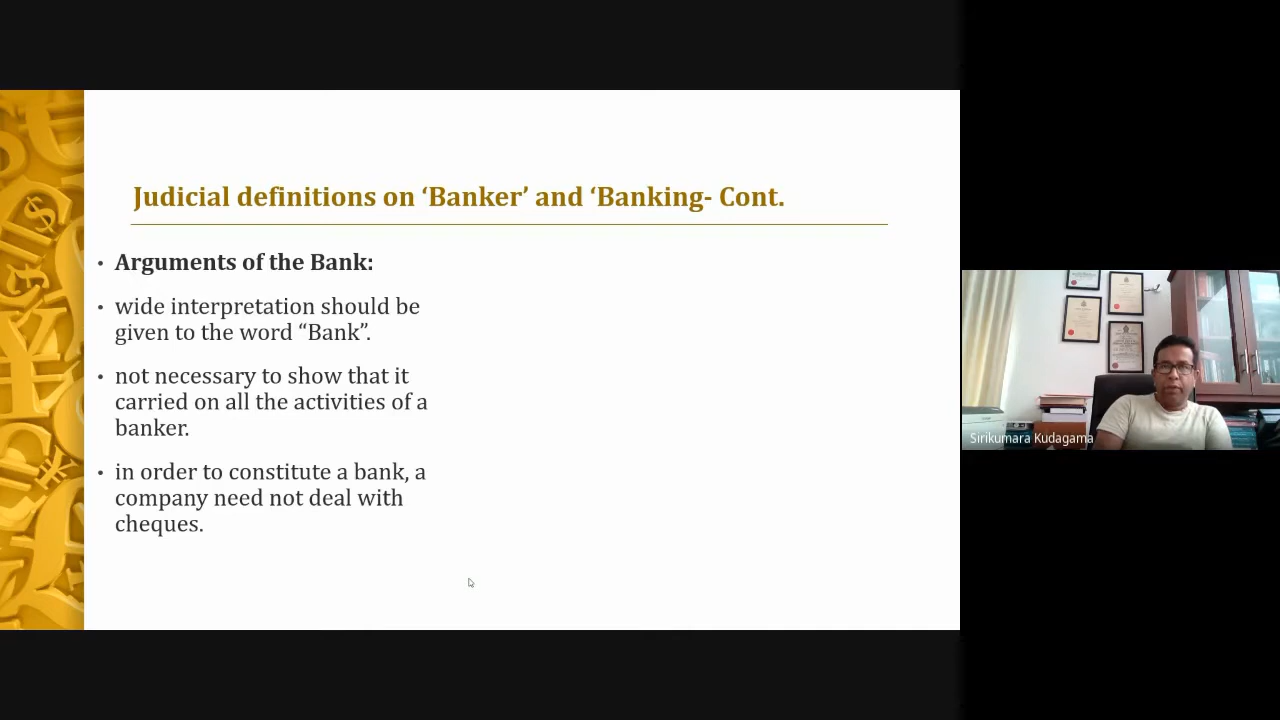 Judicial definitions on ‘Banker’ and ‘Banking- Cont.
• Arguments of the Bank:
• wide interpretation should be
given to the word “Bank”.
• not necessary to show that it
carried on all the activities of a
banker.
• in order to constitute a bank, a
company need not deal with
cheques.
Sirikumara Kudagama